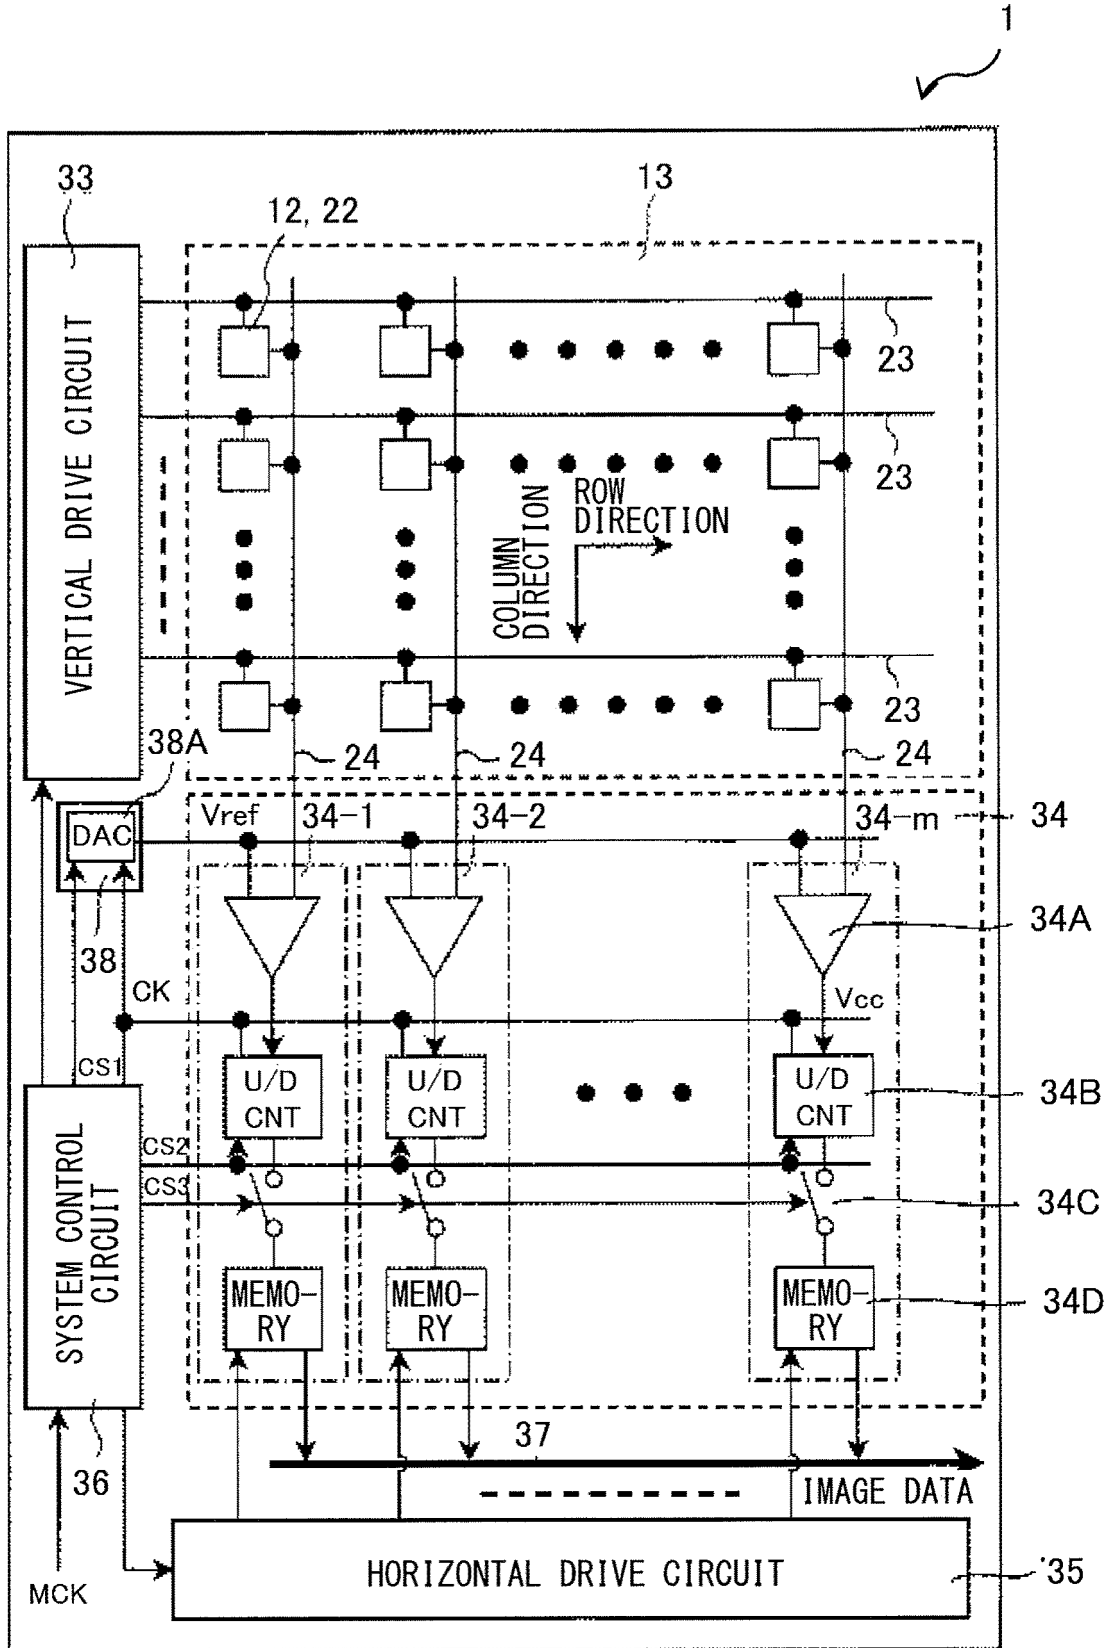 1
33
12, 22
13
VERTICAL DRIVE CIRCUIT
23
23
ROW
DIRECTION
COLUMN
DIRECTION
23
38A
24
24
24
DAC
Vref
34-1
34-2
34-m
34
38
34A
CK
Vcc
CS1
U/D
CNT
U/D
CNT
U/D
CNT
34B
CS2
CS3
34C
SYSTEM CONTROL
CIRCUIT
MEMO-
RY
MEMO-
RY
MEMO-
RY
34D
36
37
IMAGE DATA
MCK
HORIZONTAL DRIVE CIRCUIT
35